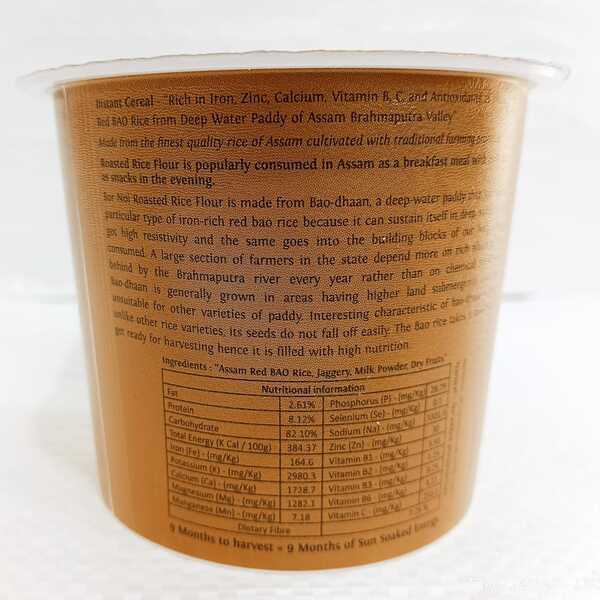 Instant Cereal - "Rich in Iron, Zinc, Calcium, Vitamin B, C, and Antioxidants
Red BAO Rice from Deep Water Paddy of Assam Brahmaputra Valley"
Made from the finest quality rice of Assam cultivated with traditional farming
Roasted Rice Flour is popularly consumed in Assam as a breakfast meal with
as snacks in the evening.
Sor Noi Roasted Rice Flour is made from Bao-dhaan, a deep-water paddy
particular type of iron-rich red bao rice because it can sustain itself in deep
got high resistivity and the same goes into the building blocks of our
consumed. A large section of farmers in the state depend more on rich
behind by the Brahmaputra river every year rather than on chemical
Bao-dhaan is generally grown in areas having higher land
unsuitable for other varieties of paddy. Interesting characteristic of
unlike other rice varieties, its seeds do not fall off easily. The Bao rice takes
get ready for harvesting hence it is filled with high nutrition.
Ingredients : "Assam Red BAO Rice, Jaggery, Milk Powder, Dry Fruits"
Nutritional information
Fat 2.61% Phosphorus (P) - (mg/Kg)
Protein 8.12% Selenium (Se) - (mg/Kg)
Carbohydrate 82.10% Sodium (Na) - (mg/Kg)
Total Energy (K Cal / 100g) 384.37 Zinc (Zn) - (mg/Kg)
Iron (Fe) - (mg/Kg) 164.6 Vitamin B1 - (mg/Kg)
Potassium (K) - (mg/Kg) 2980.3 Vitamin B2 - (mg/Kg)
Calcium (Ca) - (mg/Kg) 1728.7 Vitamin B3 - (mg/Kg)
Magnesium (Mg) - (mg/Kg) 1282.1 Vitamin B6 - (mg/Kg)
Manganese (Mn) - (mg/Kg) 7.18 Vitamin C - (mg/Kg)
Dietary Fibre
9 Months to harvest = 9 Months of Sun Soaked Energy